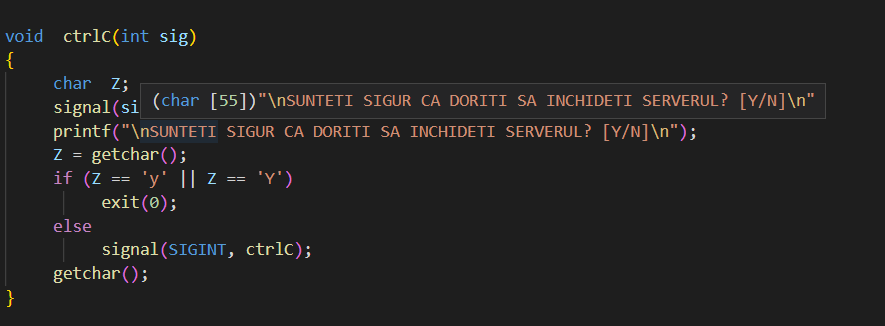 void  ctrlC(int sig)
{
char  Z;
(char [55])"\nSUNTETI SIGUR CA DORITI SA INCHIDETI SERVERUL? [Y/N]\n"
signal(si
printf("\nSUNTETI SIGUR CA DORITI SA INCHIDETI SERVERUL? [Y/N]\n");
Z = getchar();
if (Z == 'y' || Z == 'Y')
exit(0);
else
signal(SIGINT, ctrlC);
getchar();
}